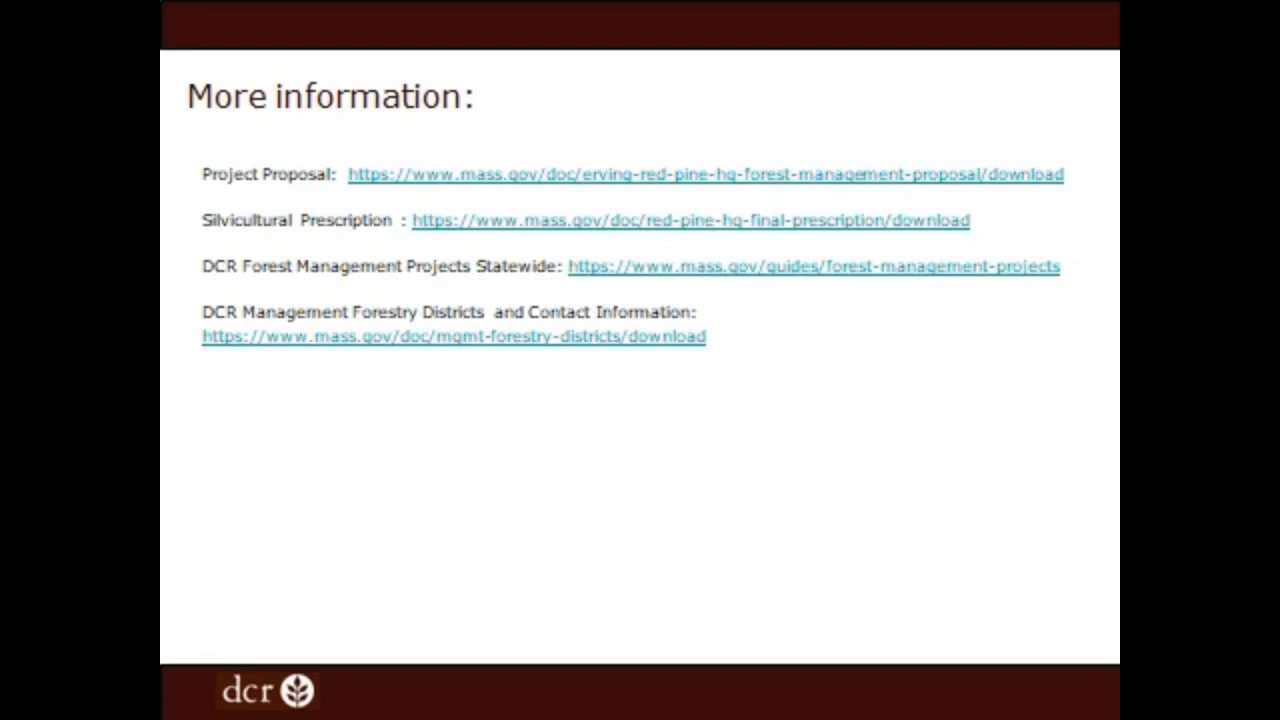 More information:
Project Proposal: https://www.mass.gov/doc/erving-red-pine-hq-forest-management-proposal/download
Silvicultural Prescription : https://www.mass.gov/doc/red-pine-hq-final-prescription/download
DCR Forest Management Projects Statewide: https://www.mass.gov/guides/forest-management-projects
DCR Management Forestry Districts and Contact Information:
https://www.mass.gov/doc/mgmt-forestry-districts/download
dcr